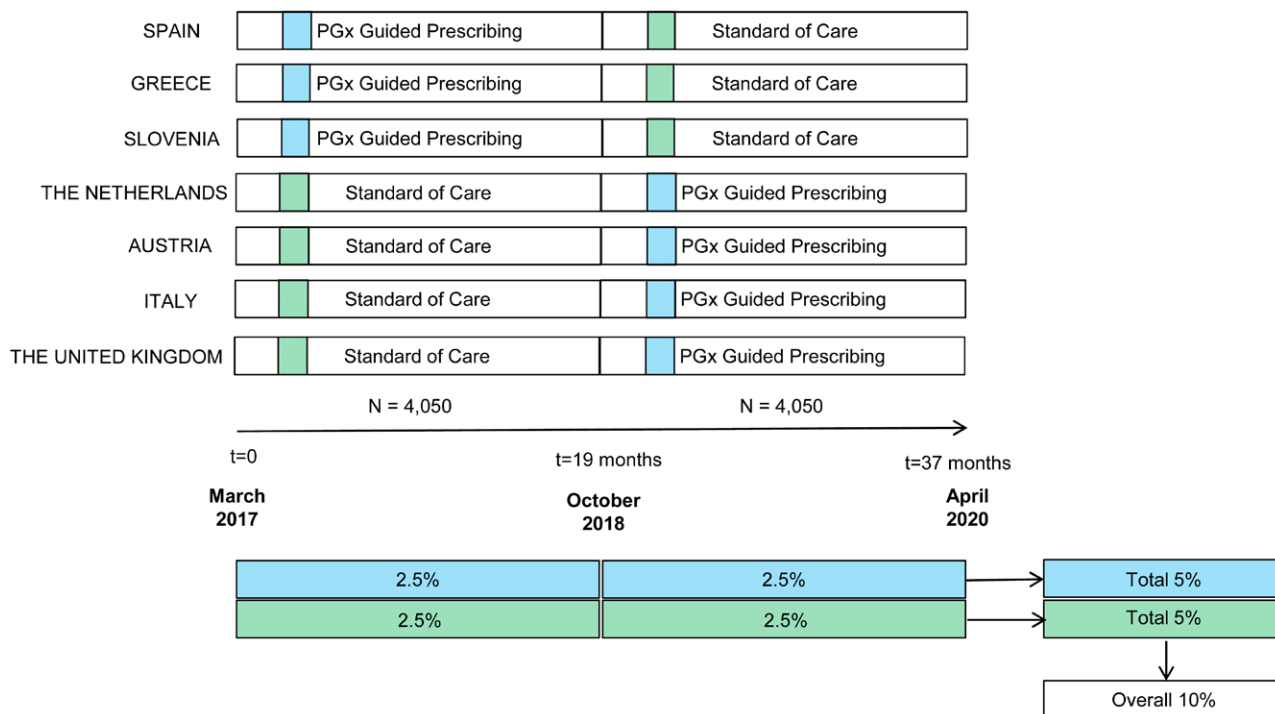 SPAIN PGx Guided Prescribing Standard of Care
GREECE PGx Guided Prescribing Standard of Care
SLOVENIA PGx Guided Prescribing Standard of Care
THE NETHERLANDS Standard of Care PGx Guided Prescribing
AUSTRIA Standard of Care PGx Guided Prescribing
ITALY Standard of Care PGx Guided Prescribing
THE UNITED KINGDOM Standard of Care PGx Guided Prescribing
N = 4,050 N = 4,050
t=0 t=19 months t=37 months
March October April
2017 2018 2020
2.5% 2.5% Total 5%
2.5% 2.5% Total 5%
Overall 10%